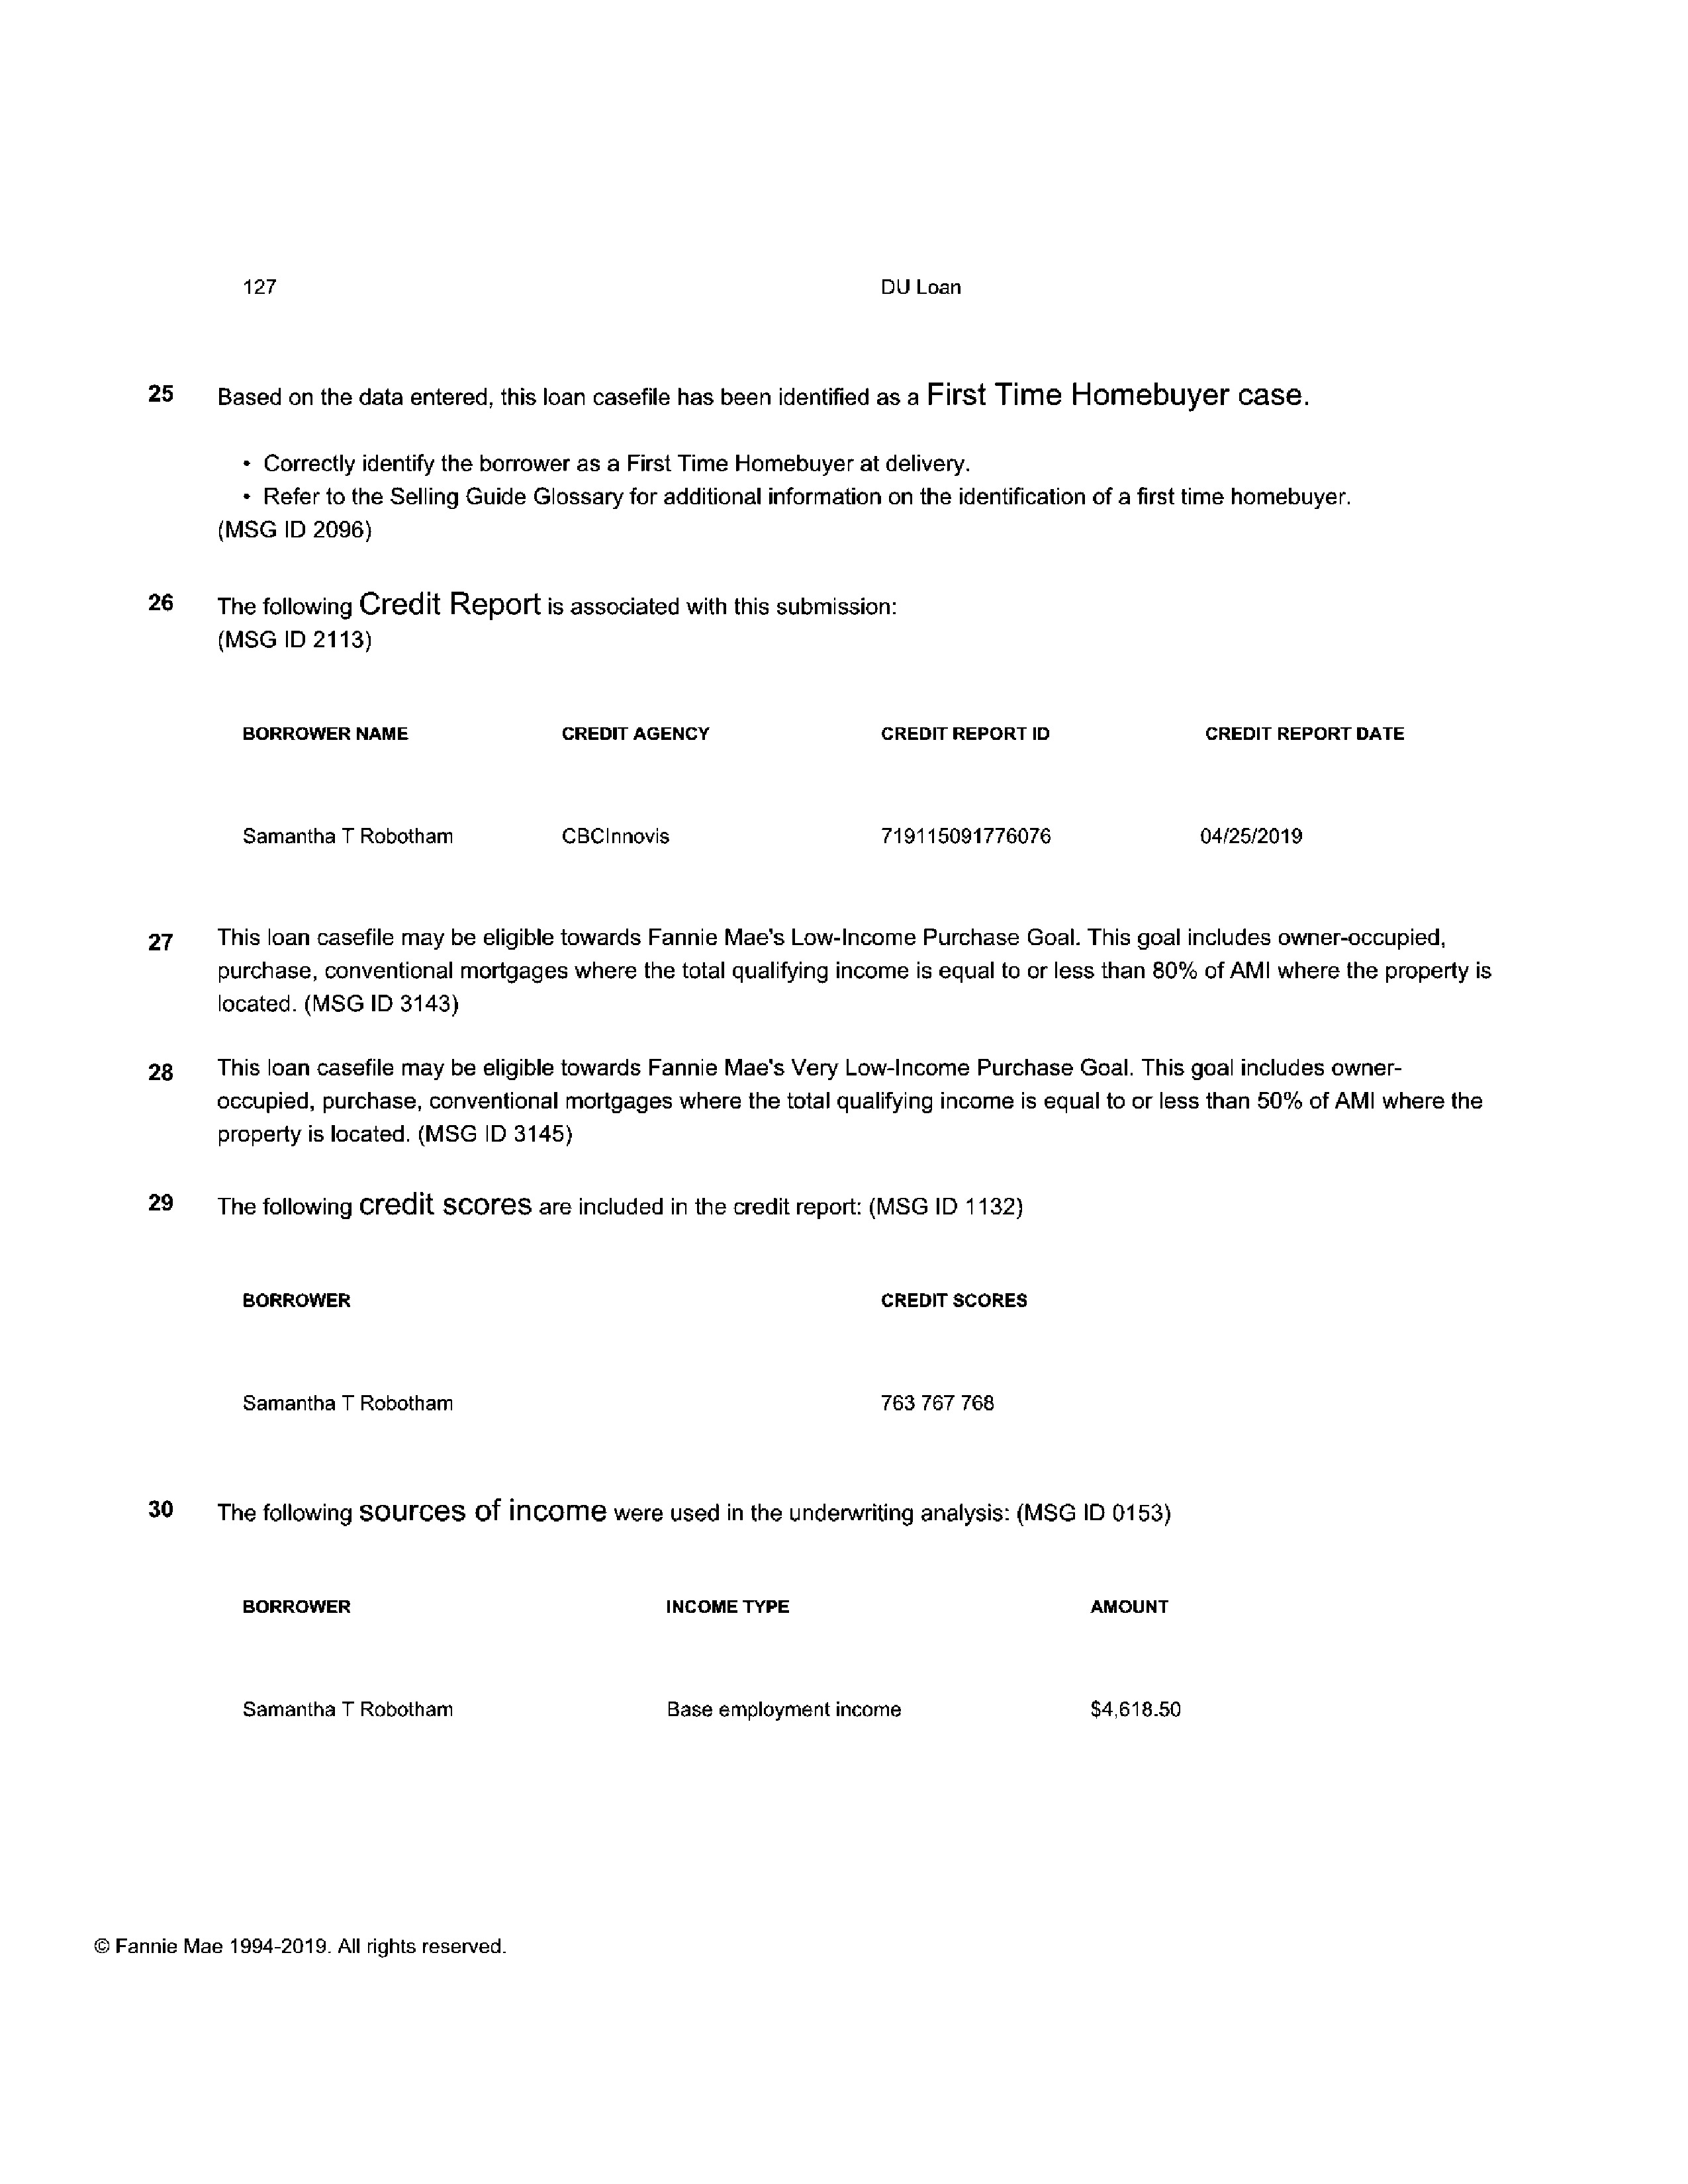 127 DU Loan
25 Based on the data entered, this loan casefile has been identified as a First Time Homebuyer case.
• Correctly identify the borrower as a First Time Homebuyer at delivery.
• Refer to the Selling Guide Glossary for additional information on the identification of a first time homebuyer.
(MSG ID 2096)
26 The following Credit Report is associated with this submission:
(MSG ID 2113)
BORROWER NAME CREDIT AGENCY CREDIT REPORT ID CREDIT REPORT DATE
Samantha T Robotham CBCInnovis 719115091776076 04/25/2019
27 This loan casefile may be eligible towards Fannie Mae's Low-Income Purchase Goal. This goal includes owner-occupied,
purchase, conventional mortgages where the total qualifying income is equal to or less than 80% of AMI where the property is
located. (MSG ID 3143)
28 This loan casefile may be eligible towards Fannie Mae's Very Low-Income Purchase Goal. This goal includes owner-
occupied, purchase, conventional mortgages where the total qualifying income is equal to or less than 50% of AMI where the
property is located. (MSG ID 3145)
29 The following credit scores are included in the credit report: (MSG ID 1132)
BORROWER CREDIT SCORES
Samantha T Robotham 763 767 768
30 The following sources of income were used in the underwriting analysis: (MSG ID 0153)
BORROWER INCOME TYPE AMOUNT
Samantha T Robotham Base employment income $4,618.50
© Fannie Mae 1994-2019. All rights reserved.